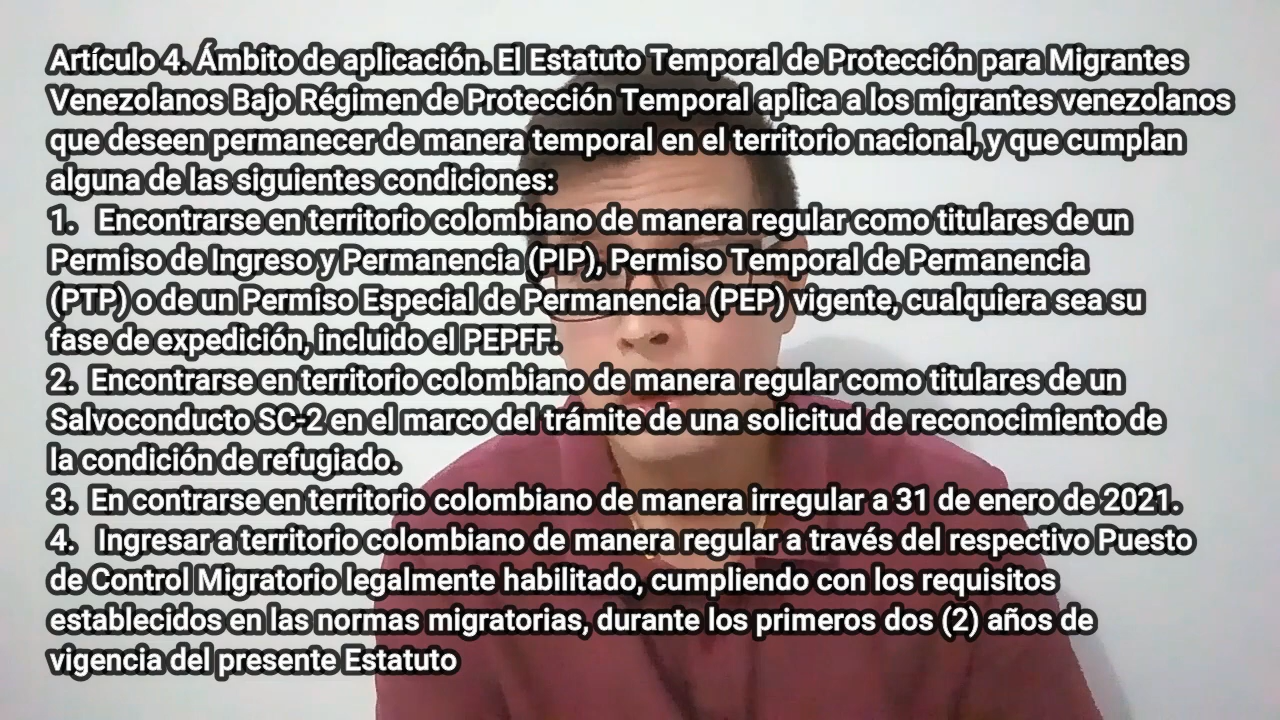 Artículo 4. Ámbito de aplicación. El Estatuto Temporal de Protección para Migrantes
Venezolanos Bajo Régimen de Protección Temporal aplica a los migrantes venezolanos
que deseen permanecer de manera temporal en el territorio nacional, y que cumplan
alguna de las siguientes condiciones:
1. Encontrarse en territorio colombiano de manera regular como titulares de un
Permiso de Ingreso y Permanencia (PIP), Permiso Temporal de Permanencia
(PTP) o de un Permiso Especial de Permanencia (PEP) vigente, cualquiera sea su
fase de expedición, incluido el PEPFF.
2. Encontrarse en territorio colombiano de manera regular como titulares de un
Salvoconducto SC-2 en el marco del trámite de una solicitud de reconocimiento de
la condición de refugiado.
3. En contrarse en territorio colombiano de manera irregular a 31 de enero de 2021.
4. Ingresar a territorio colombiano de manera regular a través del respectivo Puesto
de Control Migratorio legalmente habilitado, cumpliendo con los requisitos
establecidos en las normas migratorias, durante los primeros dos (2) años de
vigencia del presente Estatuto